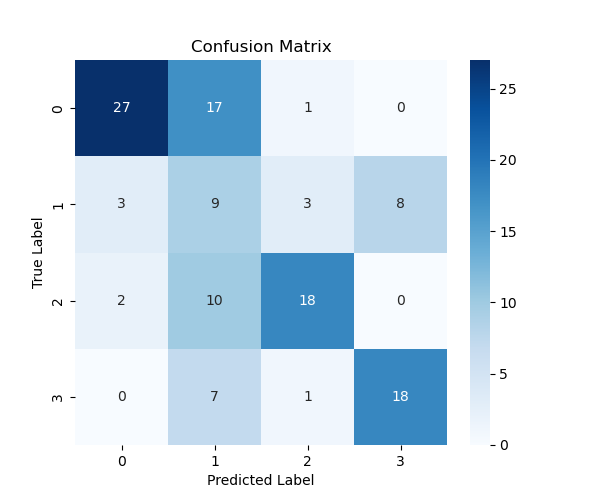 Confusion Matrix
0 27 17 1 0
1 3 9 3 8
2 2 10 18 0
3 0 7 1 18
0 1 2 3
True Label
Predicted Label
25
20
15
10
5
0